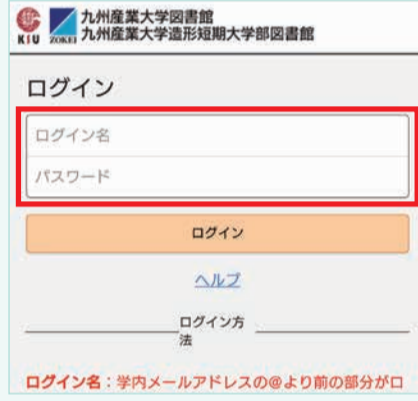 KSU
ZOKEI
九州産業大学図書館
九州産業大学造形短期大学部図書館
ログイン
ログイン名
パスワード
ログイン
ヘルプ
ログイン方
法
ログイン名：学内メールアドレスの@より前の部分がロ